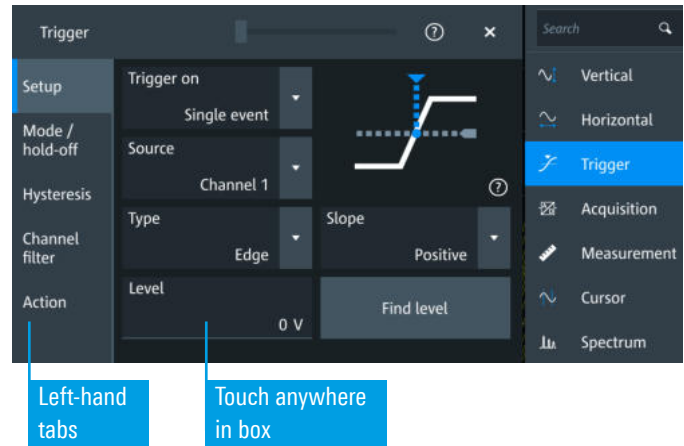 Trigger
?
×
Search
Setup
Mode /
hold-off
Hysteresis
Channel
filter
Action
Trigger on
Single event
Source
Channel 1
?
Type
Edge
Slope
Positive
Level
0 V
Find level
Vertical
Horizontal
Trigger
Acquisition
Measurement
Cursor
Spectrum
Left-hand
tabs
Touch anywhere
in box